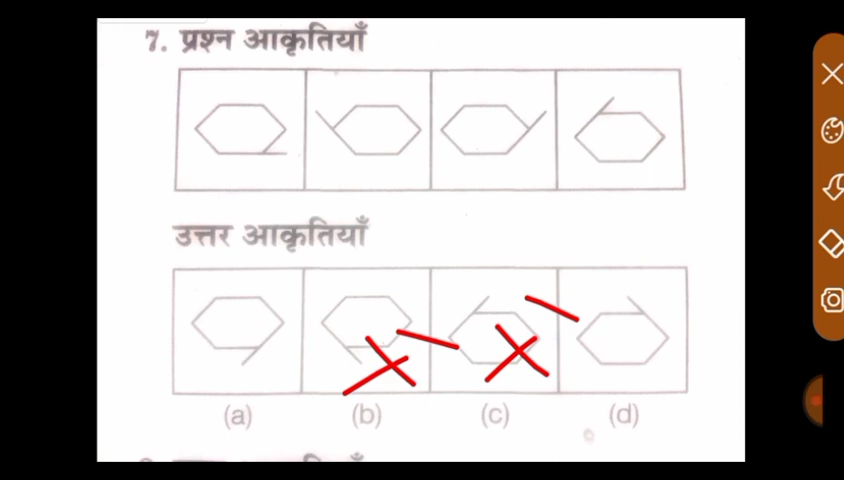 7. प्रश्न आकृतियाँ
उत्तर आकृतियाँ
(a) (b) (c) (d)